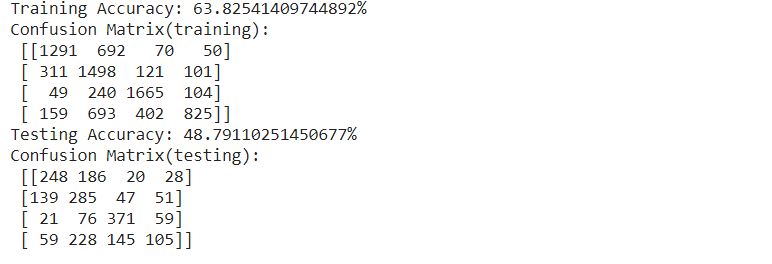 Training Accuracy: 63.82541409744892%
Confusion Matrix(training):
[[1291 692 70 50]
[ 311 1498 121 101]
[ 49 240 1665 104]
[ 159 693 402 825]]
Testing Accuracy: 48.79110251450677%
Confusion Matrix(testing):
[[248 186 20 28]
[139 285 47 51]
[ 21 76 371 59]
[ 59 228 145 105]]